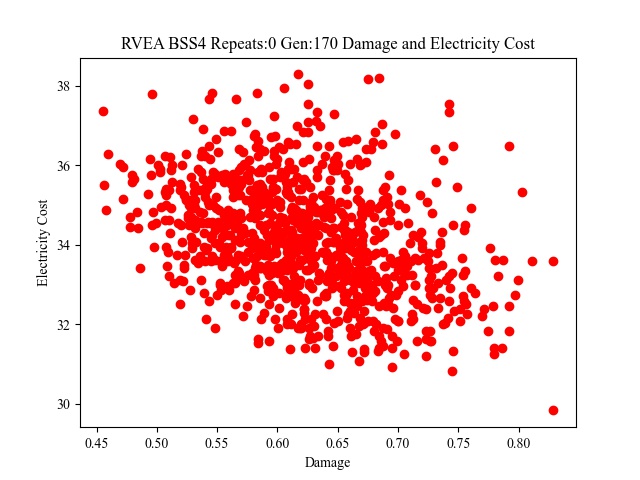 RVEA BSS4 Repeats:0 Gen:170 Damage and Electricity Cost
38
36
34
32
30
Electricity Cost
0.45 0.50 0.55 0.60 0.65 0.70 0.75 0.80
Damage